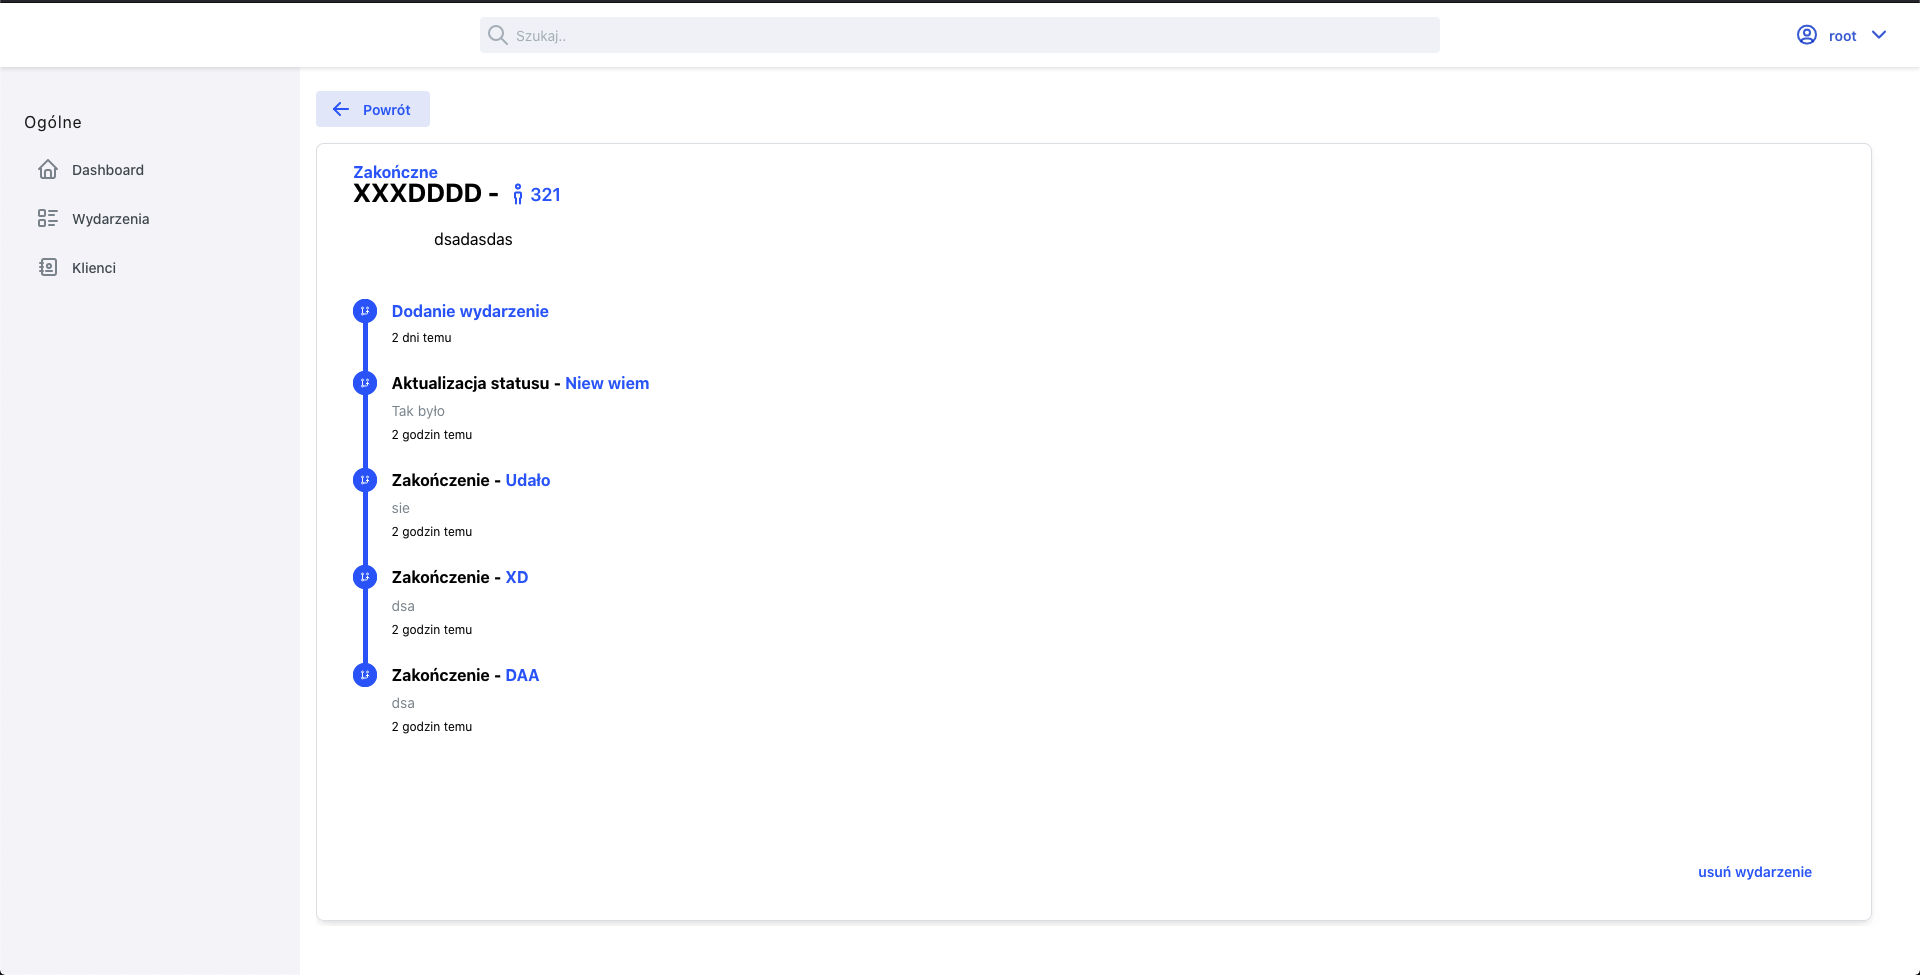 Szukaj..
root
Ogólne
Dashboard
Wydarzenia
Klienci
Powrót
Zakończne
XXXDDDD - 321
dsadasdas
Dodanie wydarzenie
2 dni temu
Aktualizacja statusu - Niew wiem
Tak było
2 godzin temu
Zakończenie - Udało
sie
2 godzin temu
Zakończenie - XD
dsa
2 godzin temu
Zakończenie - DAA
dsa
2 godzin temu
usuń wydarzenie